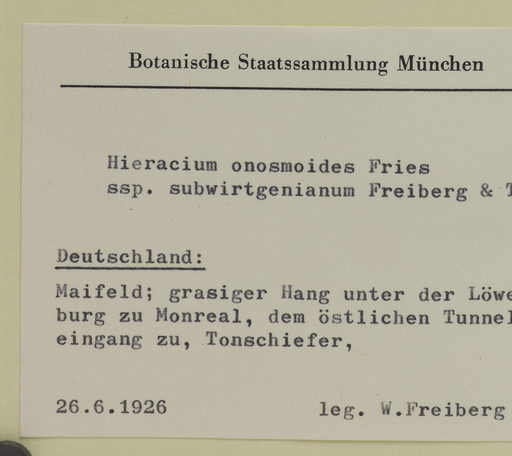 Botanische Staatssammlung München
Hieracium onosmoides Fries
ssp. subwirtgenianum Freiberg & T
Deutschland:
Maifeld; grasiger Hang unter der Löwe
burg zu Monreal, dem östlichen Tunnel
eingang zu, Tonschiefer,
26.6.1926 leg. W.Freiberg